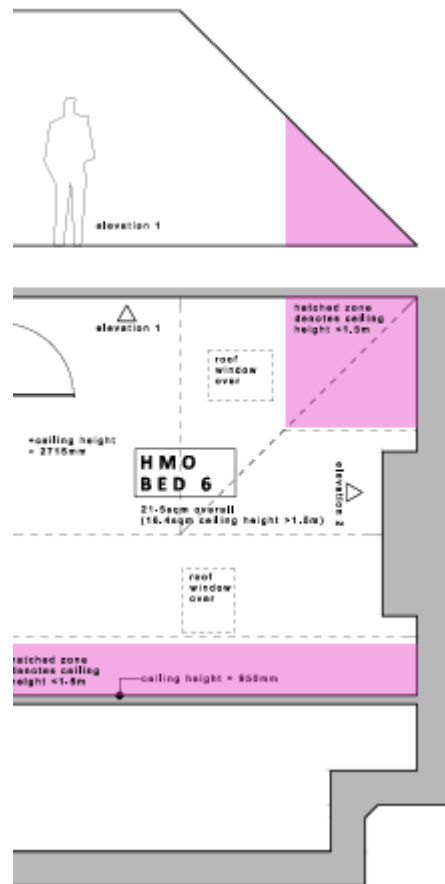 elevation 1
elevation 1
hatched zone
denotes ceiling
height <1.5m
roof
window
over
+ceiling height
= 2715mm
HMO
BED 6
21.5sqm overall
(16.4sqm ceiling height >1.5m)
elevation 2
roof
window
over
hatched zone
denotes ceiling
height <1.5m
ceiling height = 950mm